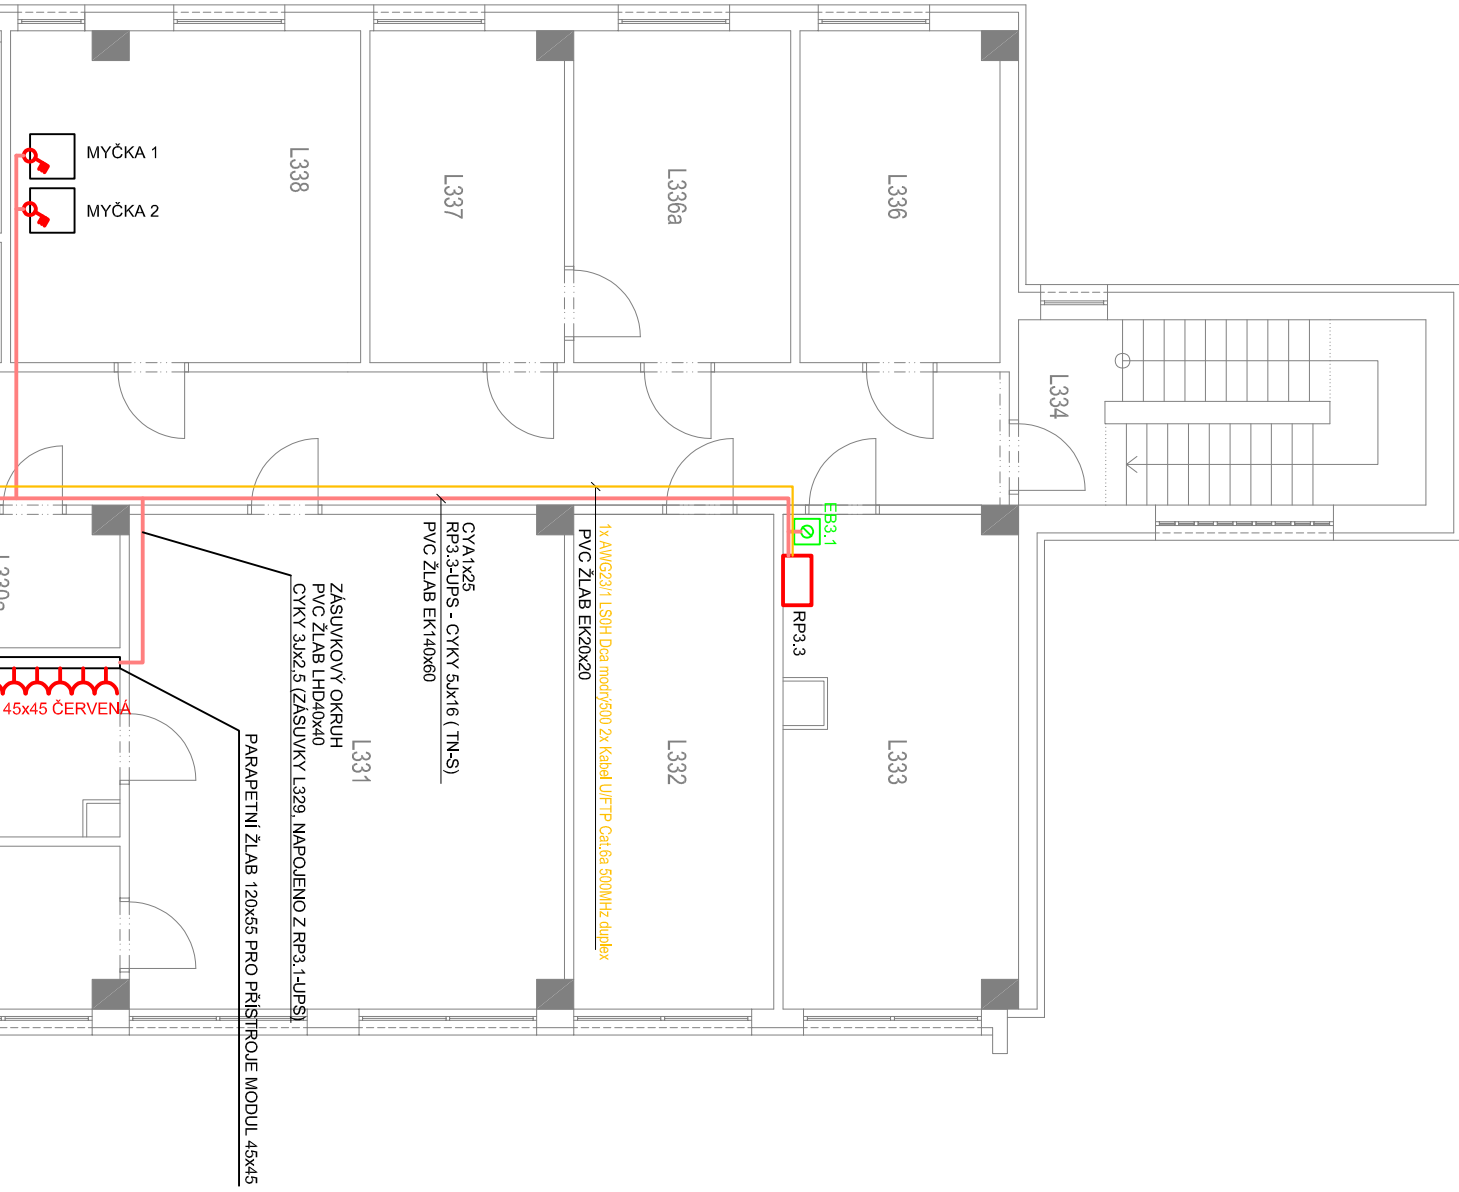 MYČKA 1
MYČKA 2
L338
L337
L336a
L336
L334
EB3.1
RP3.3
1x AWG23/1 LS0H Dca modrý500 2x Kabel U/FTP Cat.6a 500MHz duplex
PVC ŽLAB EK20x20
CYA1x25
RP3.3-UPS - CYKY 5Jx16 ( TN-S)
PVC ŽLAB EK140x60
ZÁSUVKOVÝ OKRUH
PVC ŽLAB LHD40x40
CYKY 3Jx2,5 (ZÁSUVKY L329, NAPOJENO Z RP3.1-UPS)
45x45 ČERVENÁ
PARAPETNÍ ŽLAB 120x55 PRO PŘÍSTROJE MODUL 45x45
L331
L332
L333